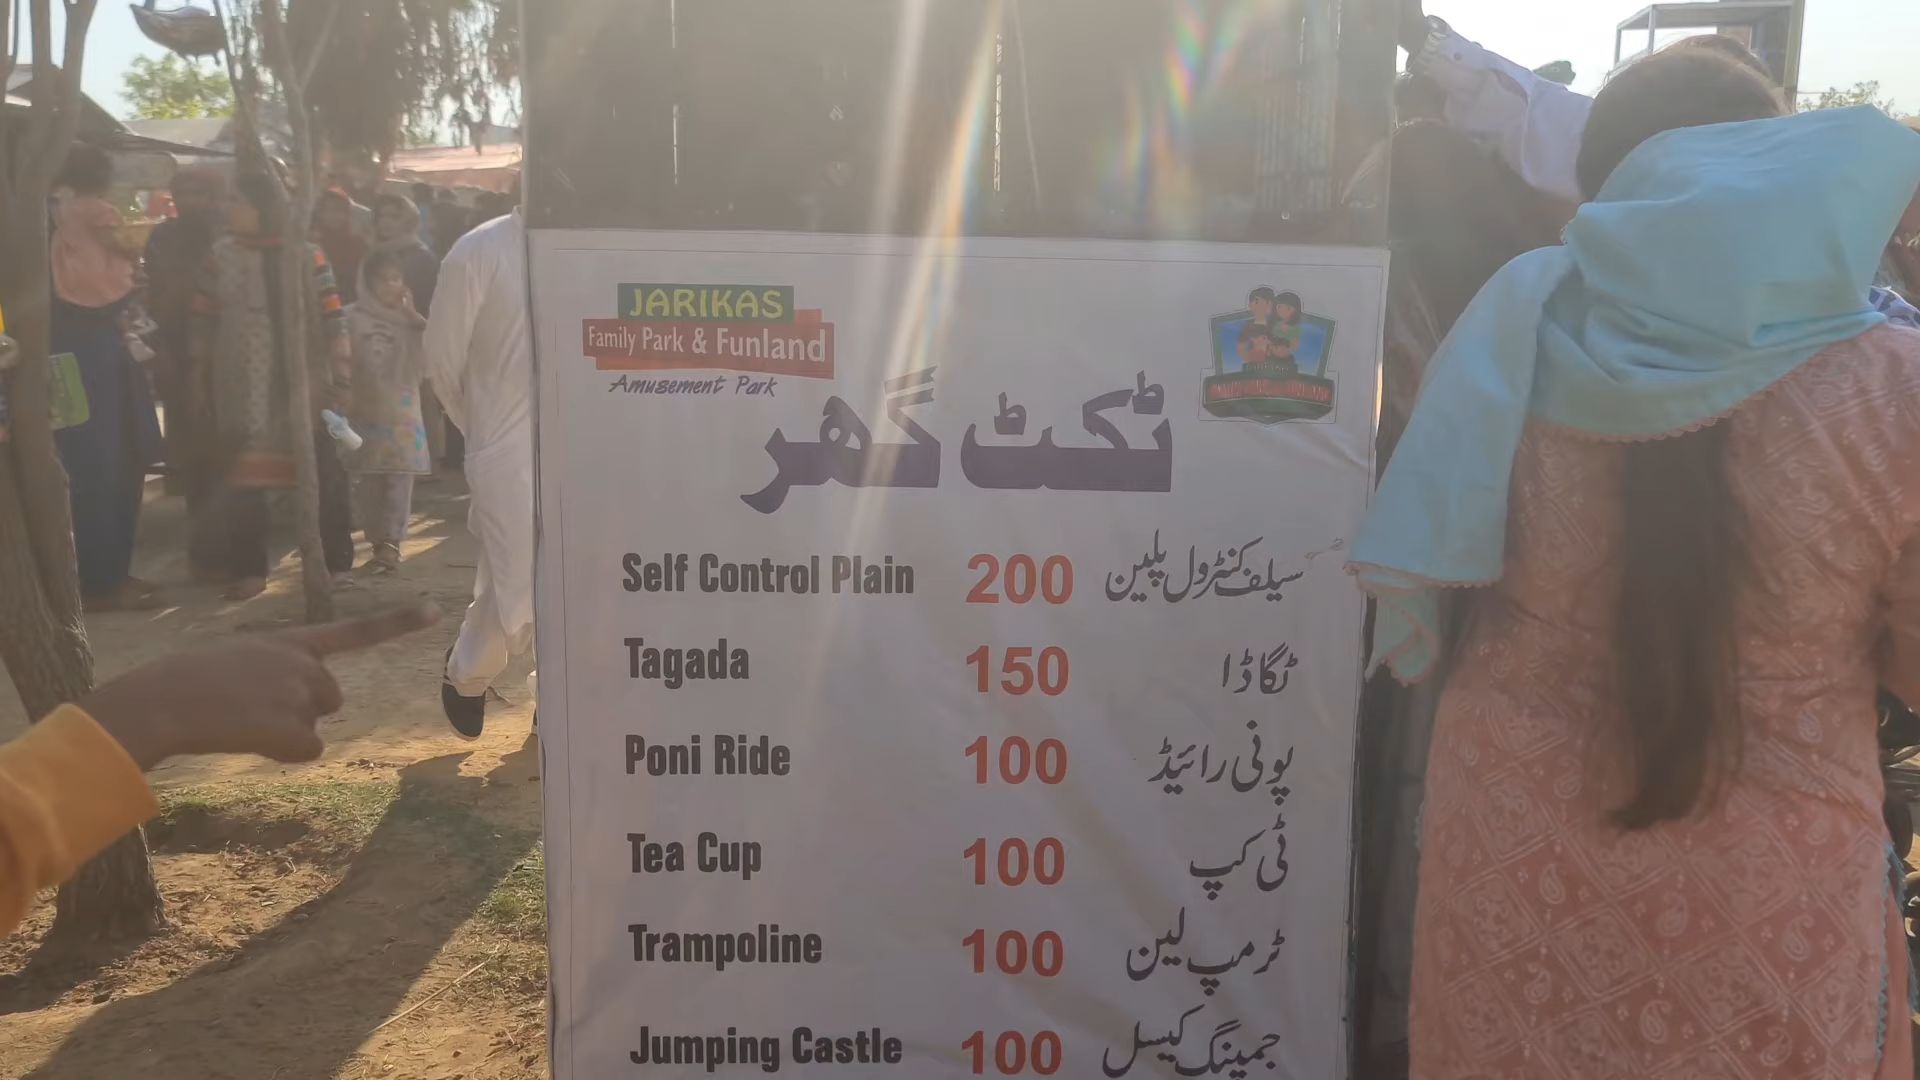 JARIKAS
Family Park & Funland
Amusement Park
ٹکٹ گھر
Self Control Plain 200 سیلف کنٹرول پلین
Tagada 150 ٹگاڈا
Poni Ride 100 پونی رائیڈ
Tea Cup 100 ٹی کپ
Trampoline 100 ٹرمپ لین
Jumping Castle 100 جمپنگ کیسل